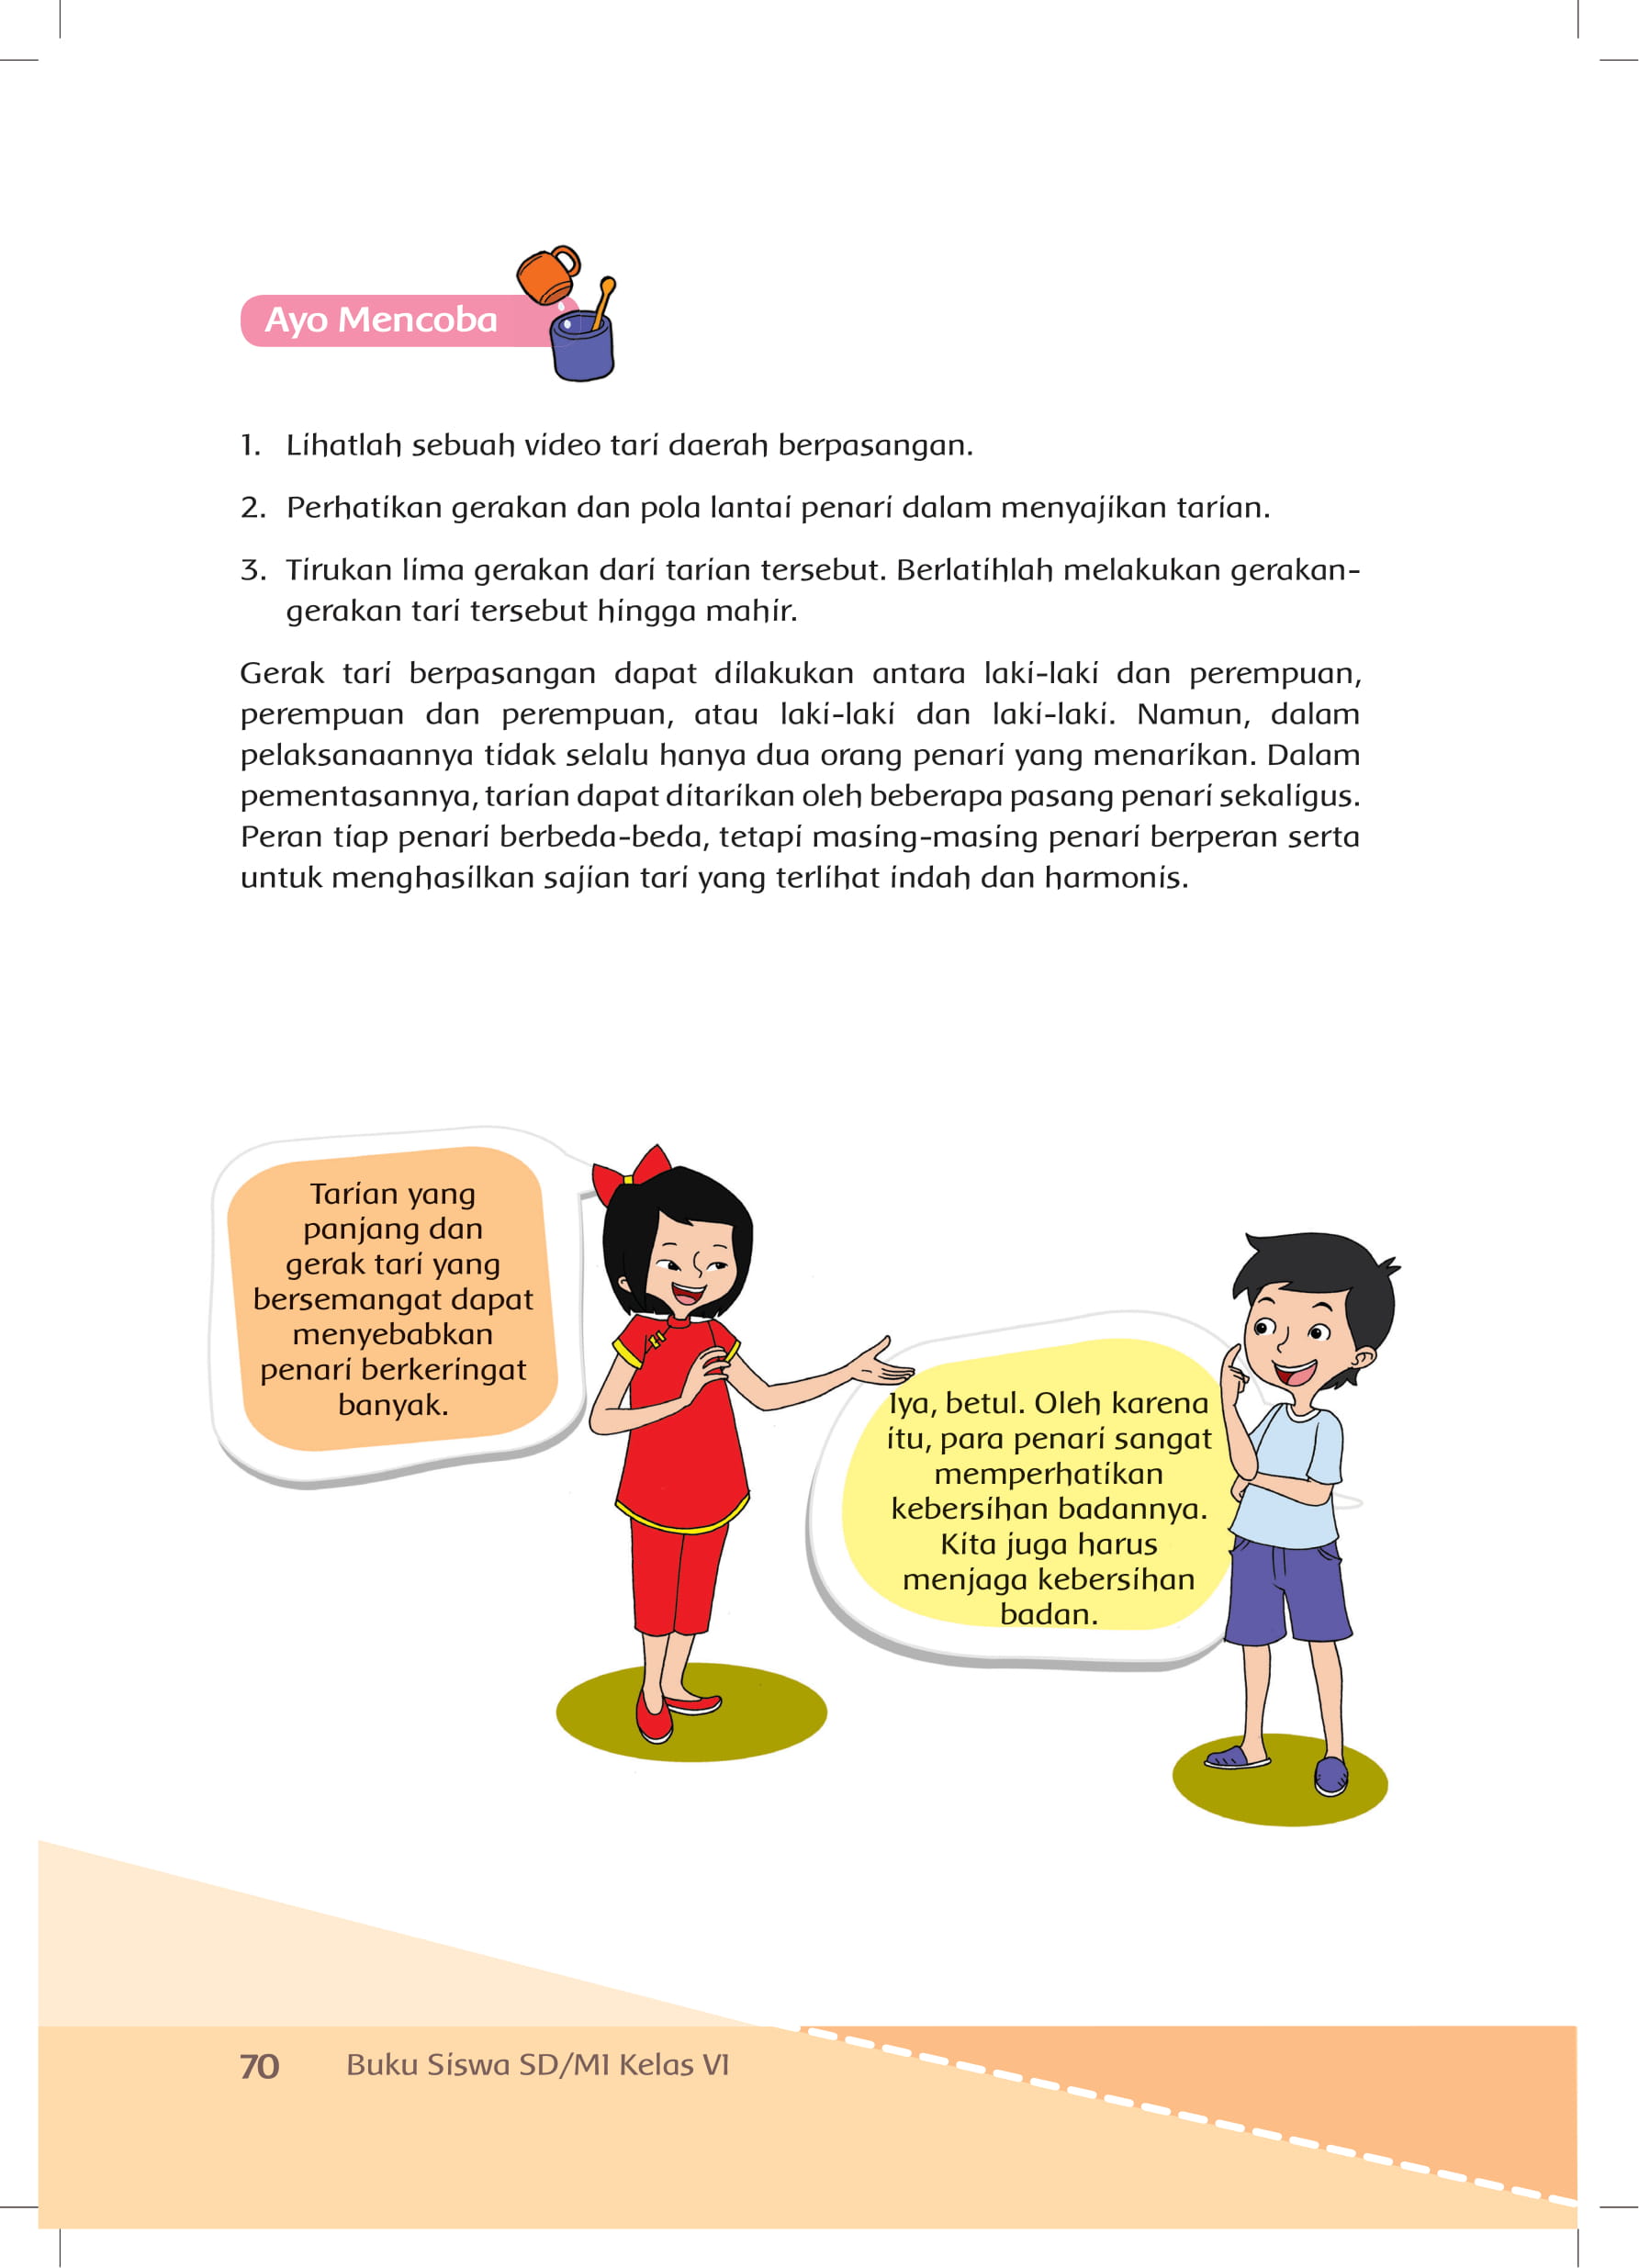 Ayo Mencoba
1. Lihatlah sebuah video tari daerah berpasangan.
2. Perhatikan gerakan dan pola lantai penari dalam menyajikan tarian.
3. Tirukan lima gerakan dari tarian tersebut. Berlatihlah melakukan gerakan-
gerakan tari tersebut hingga mahir.
Gerak tari berpasangan dapat dilakukan antara laki-laki dan perempuan,
perempuan dan perempuan, atau laki-laki dan laki-laki. Namun, dalam
pelaksanaannya tidak selalu hanya dua orang penari yang menarikan. Dalam
pementasannya, tarian dapat ditarikan oleh beberapa pasang penari sekaligus.
Peran tiap penari berbeda-beda, tetapi masing-masing penari berperan serta
untuk menghasilkan sajian tari yang terlihat indah dan harmonis.
Tarian yang
panjang dan
gerak tari yang
bersemangat dapat
menyebabkan
penari berkeringat
banyak.
Iya, betul. Oleh karena
itu, para penari sangat
memperhatikan
kebersihan badannya.
Kita juga harus
menjaga kebersihan
badan.
70 Buku Siswa SD/MI Kelas VI